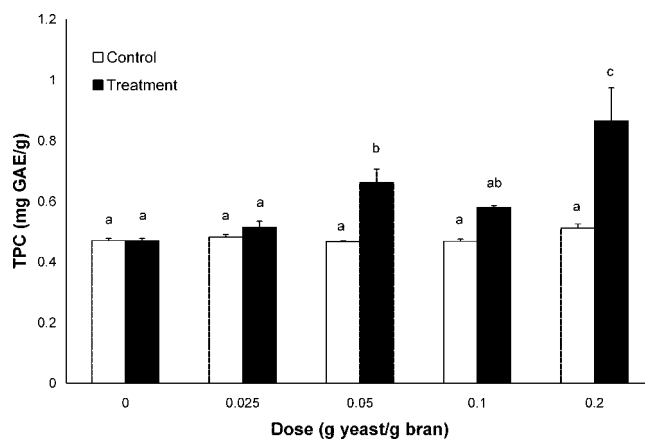 1.2
Control
1
Treatment
c
0.8
b
ab
0.6
a a a a a a a
0.4
0.2
0
TPC (mg GAE/g)
0 0.025 0.05 0.1 0.2
Dose (g yeast/g bran)